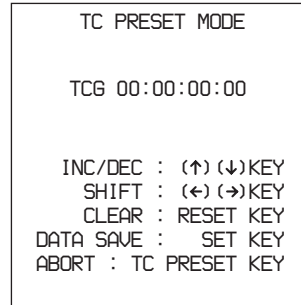 TC PRESET MODE
TCG 00:00:00:00
INC/DEC : (↑)(↓)KEY
SHIFT : (←)(→)KEY
CLEAR : RESET KEY
DATA SAVE : SET KEY
ABORT : TC PRESET KEY